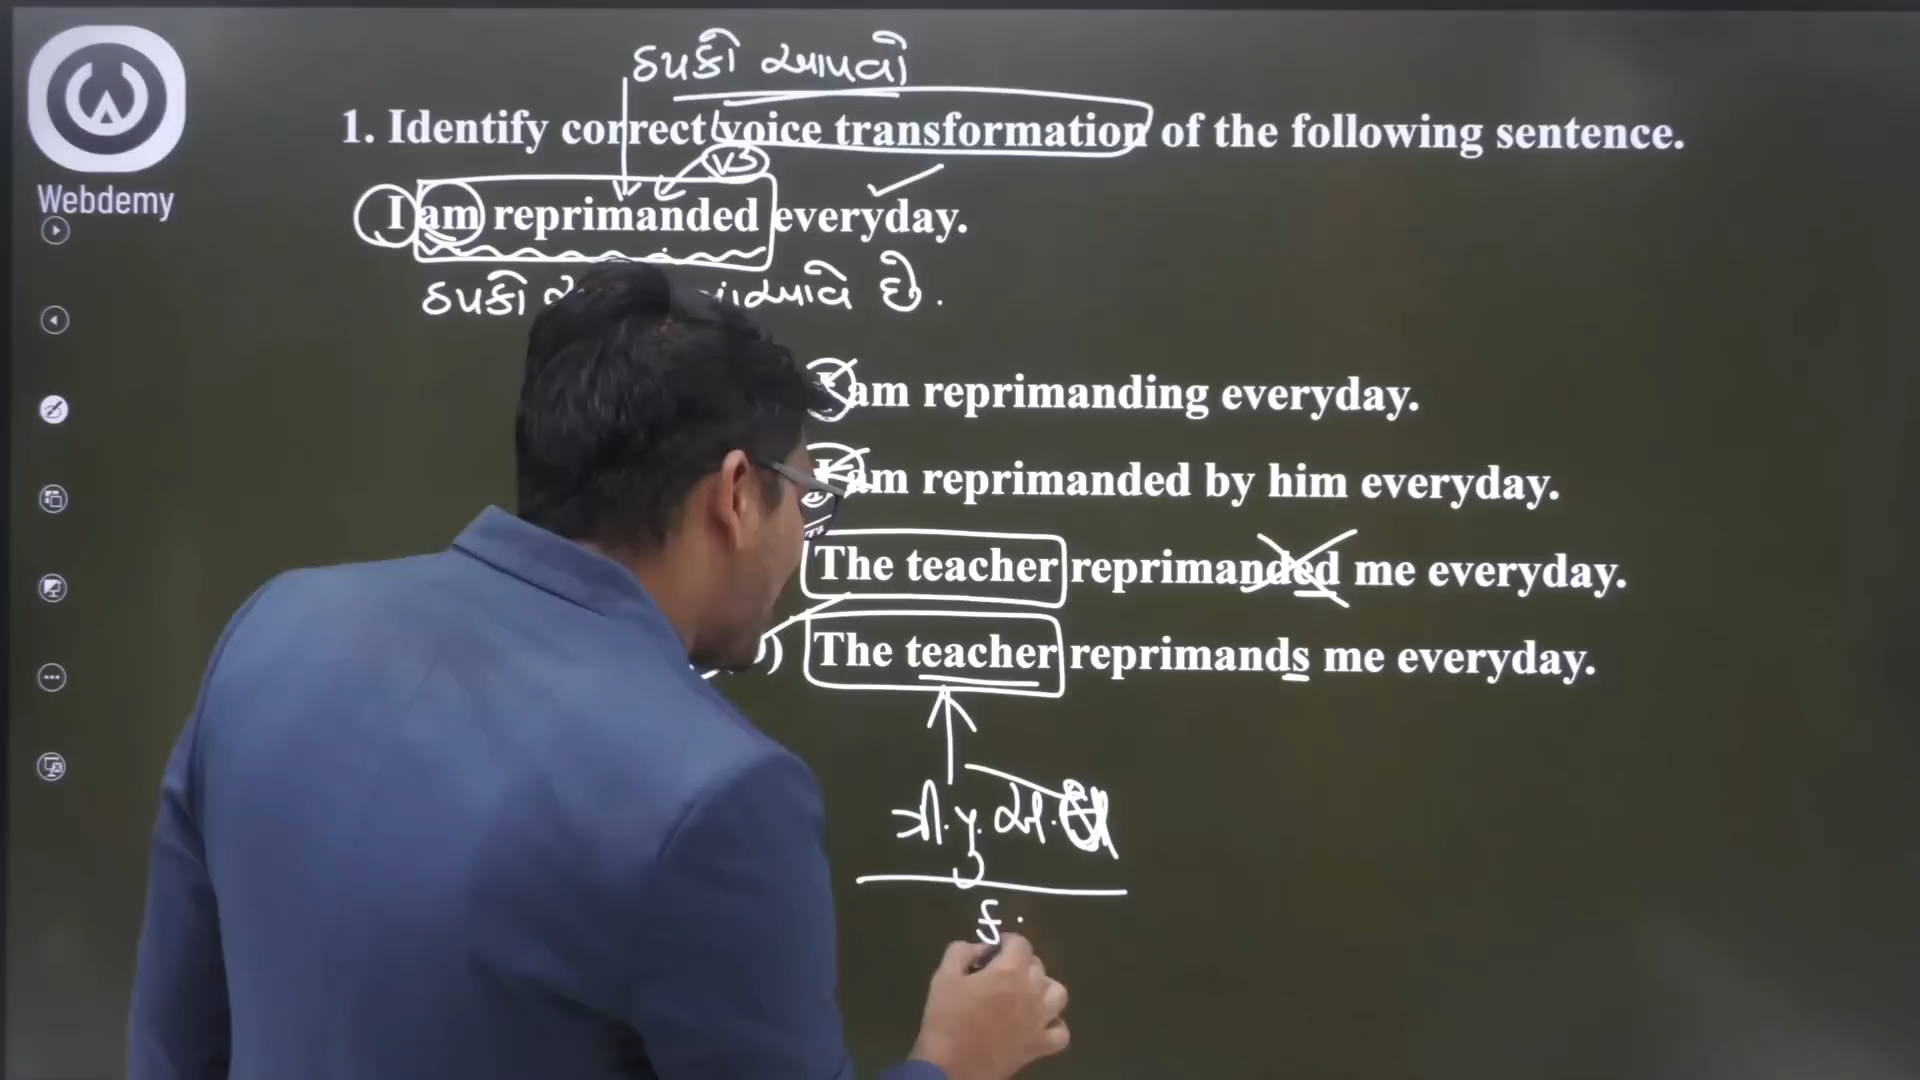 ઠપકો આપવો
1. Identify correct voice transformation of the following sentence.
V3
I am reprimanded everyday.
ઠપકો
છે.
I am reprimanding everyday.
I am reprimanded by him everyday.
The teacher reprimanded me everyday.
D) The teacher reprimands me everyday.
ત્રી.પુ.એ.
Webdemy